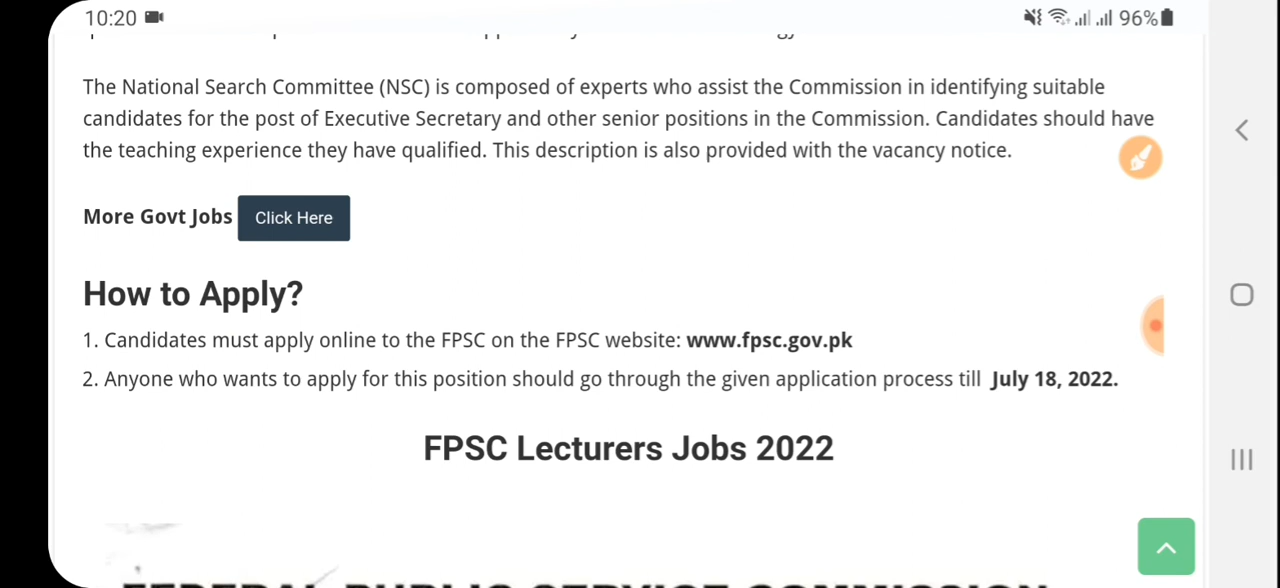 10:20
96%
The National Search Committee (NSC) is composed of experts who assist the Commission in identifying suitable
candidates for the post of Executive Secretary and other senior positions in the Commission. Candidates should have
the teaching experience they have qualified. This description is also provided with the vacancy notice.
More Govt Jobs Click Here
How to Apply?
1. Candidates must apply online to the FPSC on the FPSC website: www.fpsc.gov.pk
2. Anyone who wants to apply for this position should go through the given application process till July 18, 2022.
FPSC Lecturers Jobs 2022
FEDERAL PUBLIC SERVICE COMMISSION